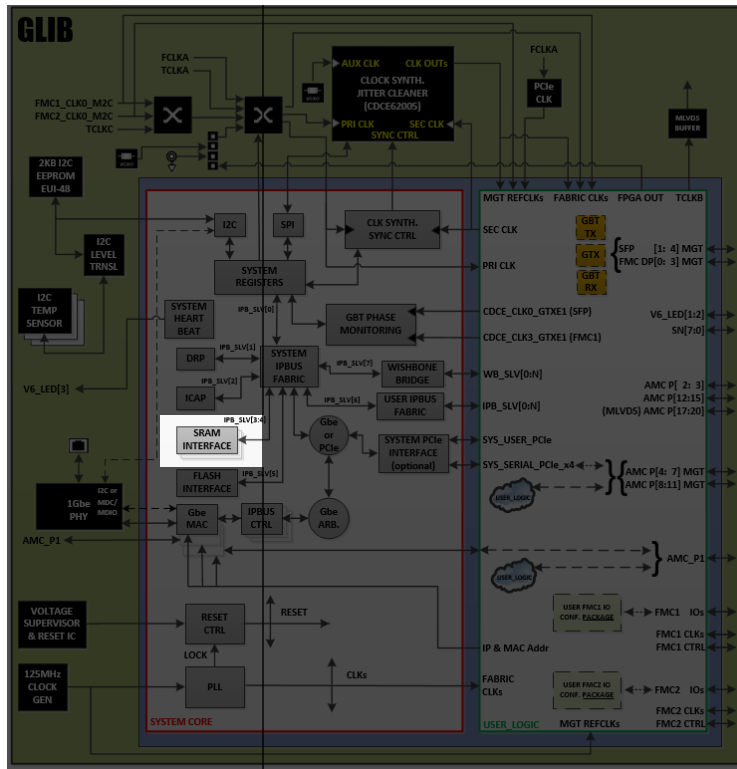 GLIB
FCLKA
TCLKA
FMC1_CLK0_M2C
FMC2_CLK0_M2C
TCLKC
AUX CLK
CLK OUTs
CLOCK SYNTH.
JITTER CLEANER
(CDCE62005)
PRI CLK
SEC CLK
SYNC CTRL
FCLKA
PCIe
CLK
MLVDS
BUFFER
2KB I2C
EEPROM
EUI-48
I2C
LEVEL
TRNSL
I2C
TEMP
SENSOR
V6_LED[3]
I2C
SPI
CLK SYNTH.
SYNC CTRL
SYSTEM
REGISTERS
IPB_SLV[0]
SYSTEM
HEART
BEAT
GBT PHASE
MONITORING
DRP
IPB_SLV[1]
SYSTEM
IPBUS
FABRIC
IPB_SLV[7]
WISHBONE
BRIDGE
ICAP
IPB_SLV[2]
IPB_SLV[6]
USER IPBUS
FABRIC
IPB_SLV[3:4]
SRAM
INTERFACE
Gbe
or
PCIe
SYSTEM PCIe
INTERFACE
(optional)
FLASH
INTERFACE
IPB_SLV[5]
1Gbe
PHY
I2C or
MDC/
MDIO
Gbe
MAC
IPBUS
CTRL
Gbe
ARB.
AMC_P1
VOLTAGE
SUPERVISOR
& RESET IC
RESET
CTRL
RESET
LOCK
125MHz
CLOCK
GEN
PLL
CLKs
SYSTEM CORE
MGT REFCLKs
FABRIC CLKs
FPGA OUT
TCLKB
SEC CLK
PRI CLK
GBT
TX
GTX
GBT
RX
SFP [1: 4] MGT
FMC DP[0: 3] MGT
CDCE_CLK0_GTXE1 (SFP)
CDCE_CLK3_GTXE1 (FMC1)
V6_LED[1:2]
SN[7:0]
WB_SLV[0:N]
IPB_SLV[0:N]
AMC P[ 2: 3]
AMC P[12:15]
(MLVDS) AMC P[17:20]
SYS_USER_PCIe
SYS_SERIAL_PCIe_x4
AMC P[4: 7] MGT
AMC P[8:11] MGT
USER_LOGIC
AMC_P1
USER_LOGIC
USER FMC1 IO
CONF. PACKAGE
FMC1 IOs
FMC1 CLKs
FMC1 CTRL
IP & MAC Addr
FABRIC
CLKs
USER FMC2 IO
CONF. PACKAGE
FMC2 IOs
FMC2 CLKs
FMC2 CTRL
USER_LOGIC
MGT REFCLKs